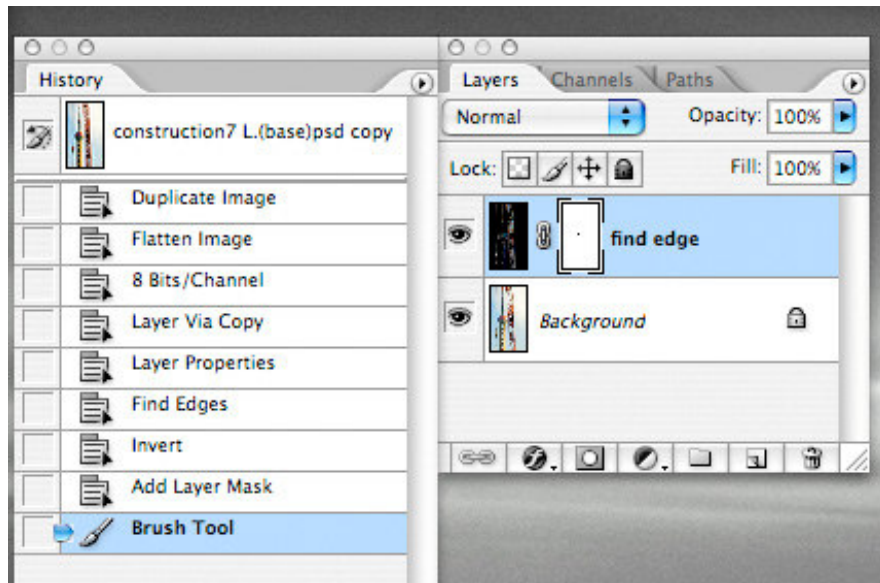 History
construction7 L.(base)psd copy
Duplicate Image
Flatten Image
8 Bits/Channel
Layer Via Copy
Layer Properties
Find Edges
Invert
Add Layer Mask
Brush Tool
Layers Channels Paths
Normal Opacity: 100%
Lock: Fill: 100%
find edge
Background